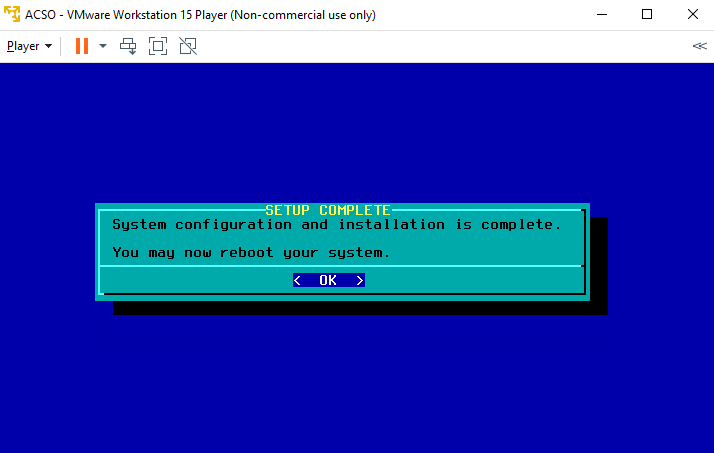 ACSO - VMware Workstation 15 Player (Non-commercial use only)
Player
SETUP COMPLETE
System configuration and installation is complete.
You may now reboot your system.
< OK >